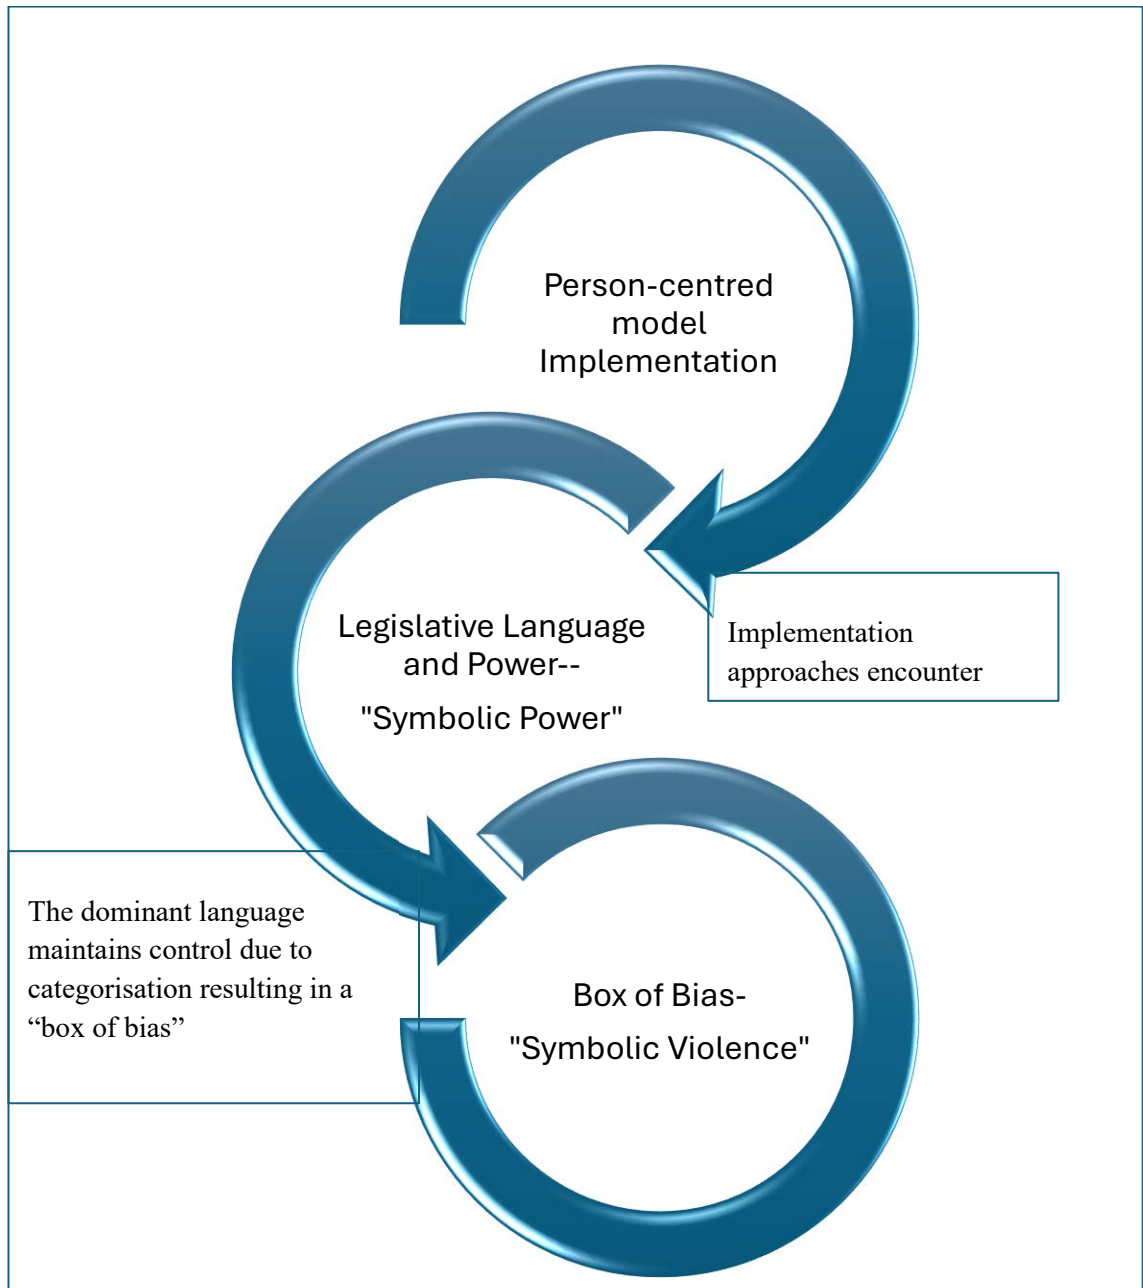 Person-centred
model
Implementation
Legislative Language
and Power--
"Symbolic Power"
Implementation
approaches encounter
The dominant language
maintains control due to
categorisation resulting in a
“box of bias”
Box of Bias-
"Symbolic Violence"